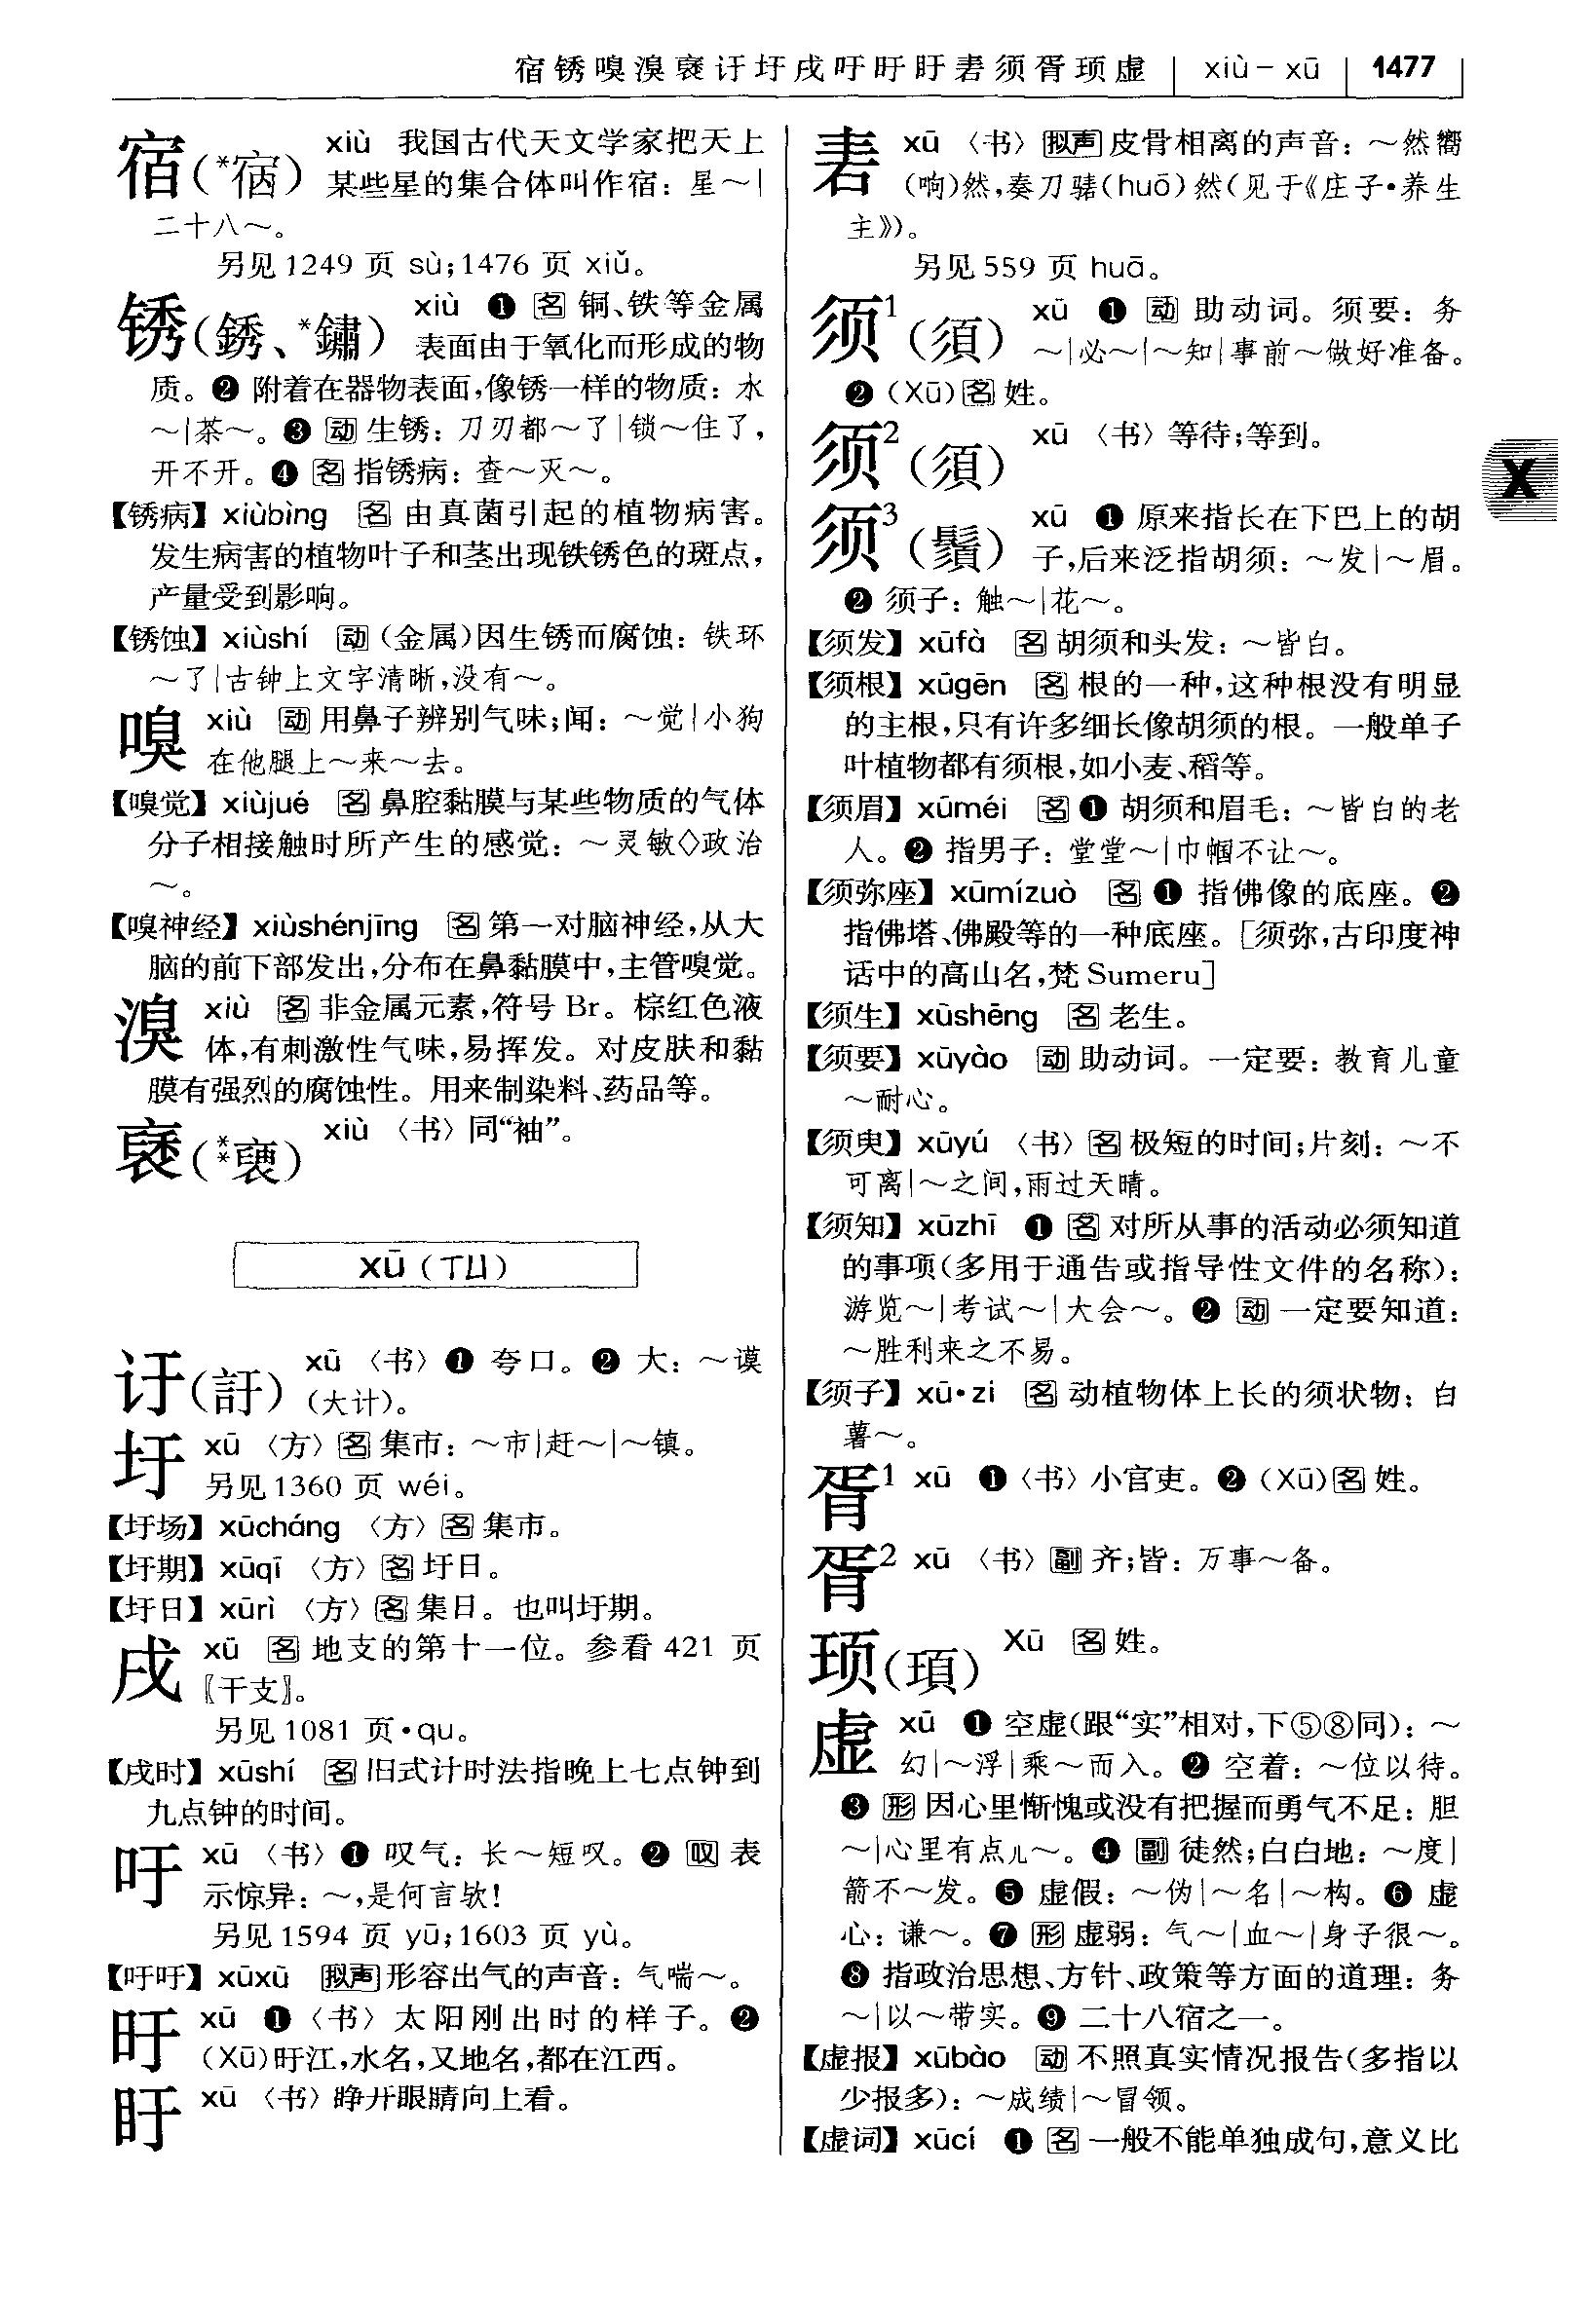 宿锈嗅溴褎讦圩戌吁旴盱砉须胥顼虚 xiù－xū 1477
宿(*㝛) xiù 我国古代天文学家把天上
某些星的集合体叫作宿：星～|
二十八～。
另见1249 页 sù；1476 页 xiǔ。
锈(銹、*鏽) xiù ❶ 名 铜、铁等金属
表面由于氧化而形成的物
质。❷ 附着在器物表面，像锈一样的物质：水
～|茶～。❸ 动 生锈：刀刃都～了|锁～住了，
开不开。❹ 名 指锈病：查～灭～。
【锈病】xiùbìng 名 由真菌引起的植物病害。
发生病害的植物叶子和茎出现铁锈色的斑点，
产量受到影响。
【锈蚀】xiùshí 动（金属）因生锈而腐蚀：铁环
～了|古钟上文字清晰，没有～。
嗅 xiù 动 用鼻子辨别气味；闻：～觉|小狗
在他腿上～来～去。
【嗅觉】xiùjué 名 鼻腔黏膜与某些物质的气体
分子相接触时所产生的感觉：～灵敏◇政治
～。
【嗅神经】xiùshénjīng 名 第一对脑神经，从大
脑的前下部发出，分布在鼻黏膜中，主管嗅觉。
溴 xiù 名 非金属元素，符号 Br。棕红色液
体，有刺激性气味，易挥发。对皮肤和黏
膜有强烈的腐蚀性。用来制染料、药品等。
褎(**褏) xiù 〈书〉同“袖”。
xū (ㄒㄩ)
讦(訏) xū 〈书〉❶ 夸口。❷ 大：～谟
（大计）。
圩 xū 〈方〉名 集市：～市|赶～|～镇。
另见1360 页 wéi。
【圩场】xūcháng 〈方〉名 集市。
【圩期】xūqī 〈方〉名 圩日。
【圩日】xūrì 〈方〉名 集日。也叫圩期。
戌 xū 名 地支的第十一位。参看 421 页
〖干支〗。
另见1081 页·qu。
【戌时】xūshí 名 旧式计时法指晚上七点钟到
九点钟的时间。
吁 xū 〈书〉❶ 叹气：长～短叹。❷ 叹 表
示惊异：～，是何言欤！
另见1594 页 yū；1603 页 yù。
【吁吁】xūxū 拟声 形容出气的声音：气喘～。
旴 xū ❶〈书〉太阳刚出时的样子。❷
（Xū）旴江，水名，又地名，都在江西。
盱 xū 〈书〉睁开眼睛向上看。
砉 xū 〈书〉拟声 皮骨相离的声音：～然嚮
（响）然，奏刀騞(huō)然（见于《庄子·养生
主》）。
另见559 页 huā。
须¹(須) xū ❶ 动 助动词。须要：务
～|必～|～知|事前～做好准备。
❷（Xū）名 姓。
须²(須) xū 〈书〉等待；等到。
须³(鬚) xū ❶ 原来指长在下巴上的胡
子，后来泛指胡须：～发|～眉。
❷ 须子：触～|花～。
【须发】xūfà 名 胡须和头发：～皆白。
【须根】xūgēn 名 根的一种，这种根没有明显
的主根，只有许多细长像胡须的根。一般单子
叶植物都有须根，如小麦、稻等。
【须眉】xūméi 名 ❶ 胡须和眉毛：～皆白的老
人。❷ 指男子：堂堂～|巾帼不让～。
【须弥座】xūmízuò 名 ❶ 指佛像的底座。❷
指佛塔、佛殿等的一种底座。［须弥，古印度神
话中的高山名，梵 Sumeru］
【须生】xūshēng 名 老生。
【须要】xūyào 动 助动词。一定要：教育儿童
～耐心。
【须臾】xūyú 〈书〉名 极短的时间；片刻：～不
可离|～之间，雨过天晴。
【须知】xūzhī ❶ 名 对所从事的活动必须知道
的事项（多用于通告或指导性文件的名称）：
游览～|考试～|大会～。❷ 动 一定要知道：
～胜利来之不易。
【须子】xū·zi 名 动植物体上长的须状物：白
薯～。
胥¹ xū ❶〈书〉小官吏。❷（Xū）名 姓。
胥² xū 〈书〉副 齐；皆：万事～备。
顼(頊) Xū 名 姓。
虚 xū ❶ 空虚（跟“实”相对，下⑤⑧同）：～
幻|～浮|乘～而入。❷ 空着：～位以待。
❸ 形 因心里惭愧或没有把握而勇气不足：胆
～|心里有点儿～。❹ 副 徒然；白白地：～度|
箭不～发。❺ 虚假：～伪|～名|～构。❻ 虚
心：谦～。❼ 形 虚弱：气～|血～|身子很～。
❽ 指政治思想、方针、政策等方面的道理：务
～|以～带实。❾ 二十八宿之一。
【虚报】xūbào 动 不照真实情况报告（多指以
少报多）：～成绩|～冒领。
【虚词】xūcí ❶ 名 一般不能单独成句，意义比
X